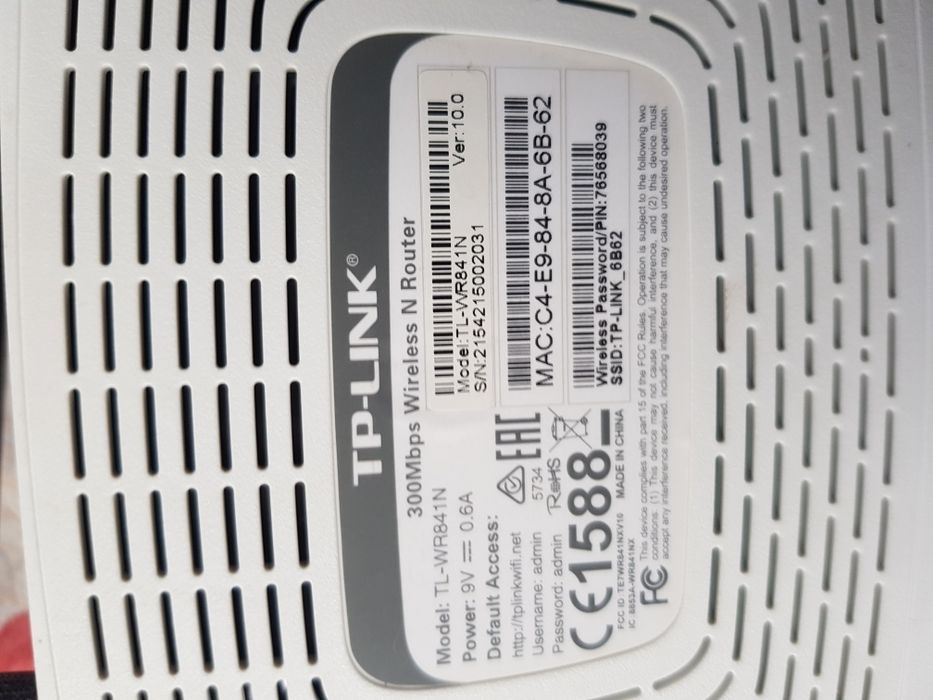 TP-LINK®
300Mbps Wireless N Router
Model: TL-WR841N
Power: 9V ⎓ 0.6A
Default Access:
http://tplinkwifi.net
Username: admin
Password: admin
Model:TL-WR841N Ver:10.0
S/N:2154215002031
MAC:C4-E9-84-8A-6B-62
Wireless Password/PIN:76568039
SSID:TP-LINK_6B62
EAC
5734
RoHS
CE1588
FCC ID: TE7WR841NXV10 MADE IN CHINA
IC: 8853A-WR841NX
FC This device complies with part 15 of the FCC Rules. Operation is subject to the following two
conditions: (1) This device may not cause harmful interference, and (2) this device must
accept any interference received, including interference that may cause undesired operation.